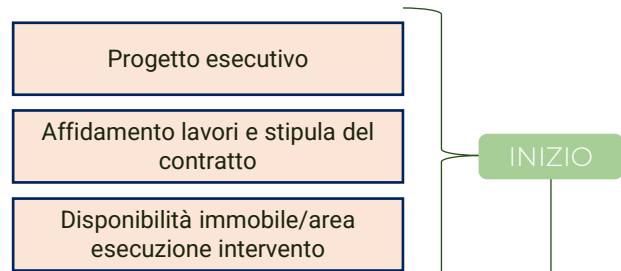 Progetto esecutivo
Affidamento lavori e stipula del
contratto
INIZIO
Disponibilità immobile/area
esecuzione intervento